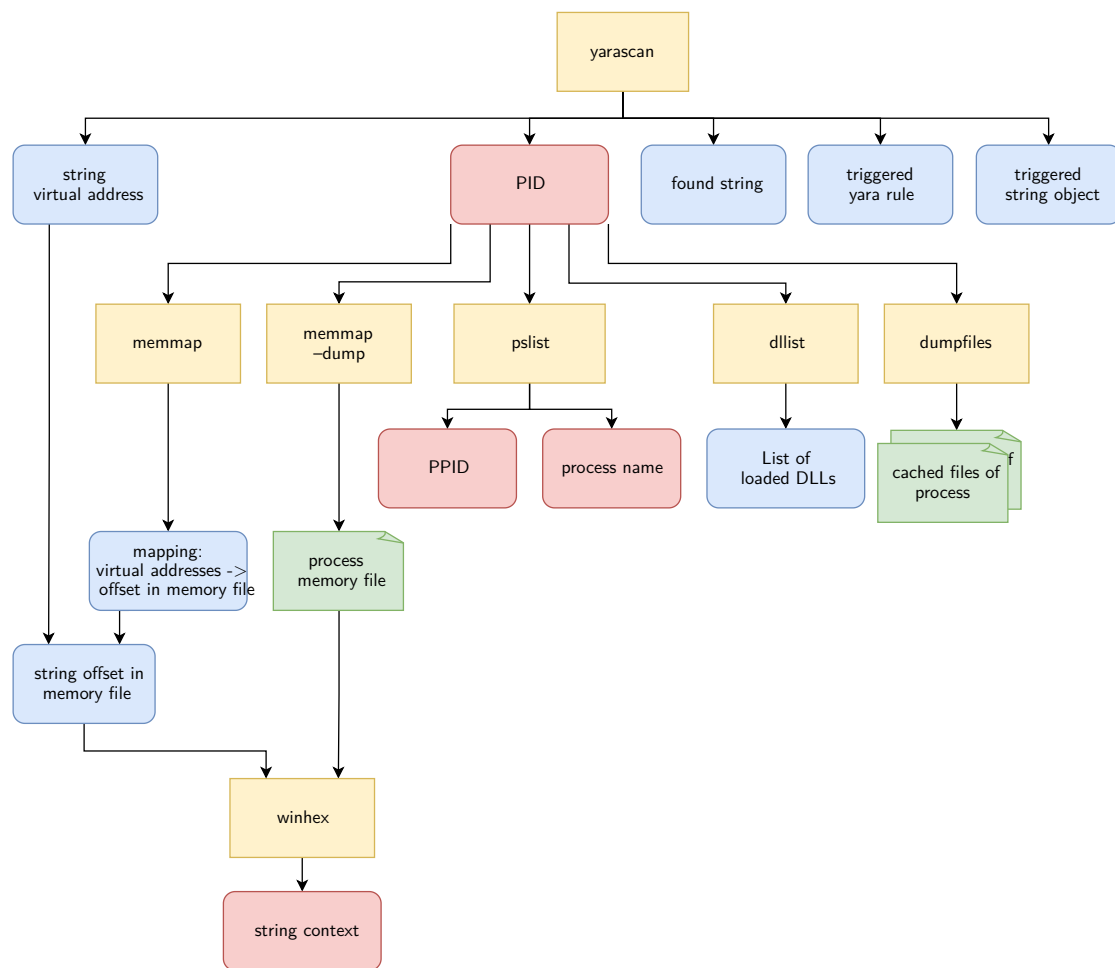 yarascan
string
virtual address
PID
found string
triggered
yara rule
triggered
string object
memmap
memmap
–dump
pslist
dllist
dumpfiles
PPID
process name
List of
loaded DLLs
f
cached files of
process
mapping:
virtual addresses ->
offset in memory file
process
memory file
string offset in
memory file
winhex
string context